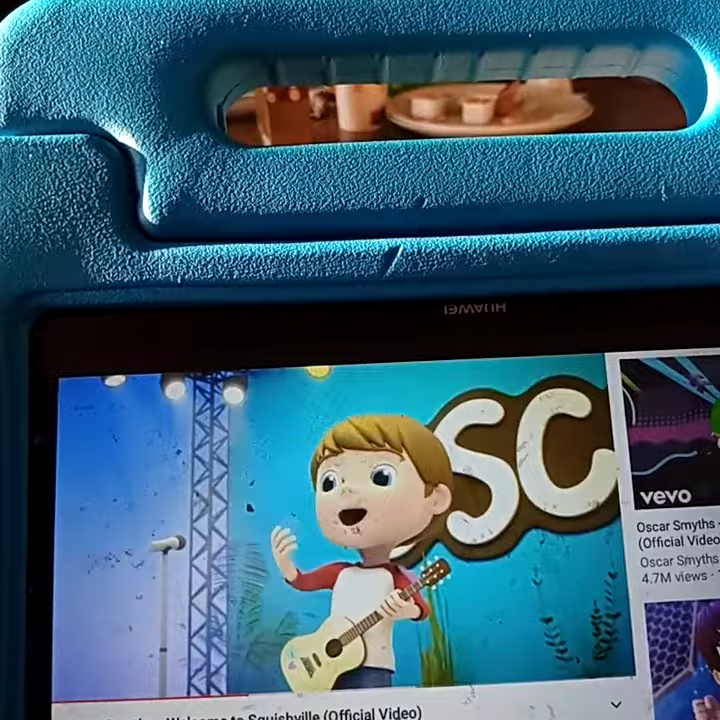 HUAWEI
SC
vevo
Oscar Smyths -
(Official Video
Oscar Smyths
4.7M views ·
Welcome to Squishville (Official Video)